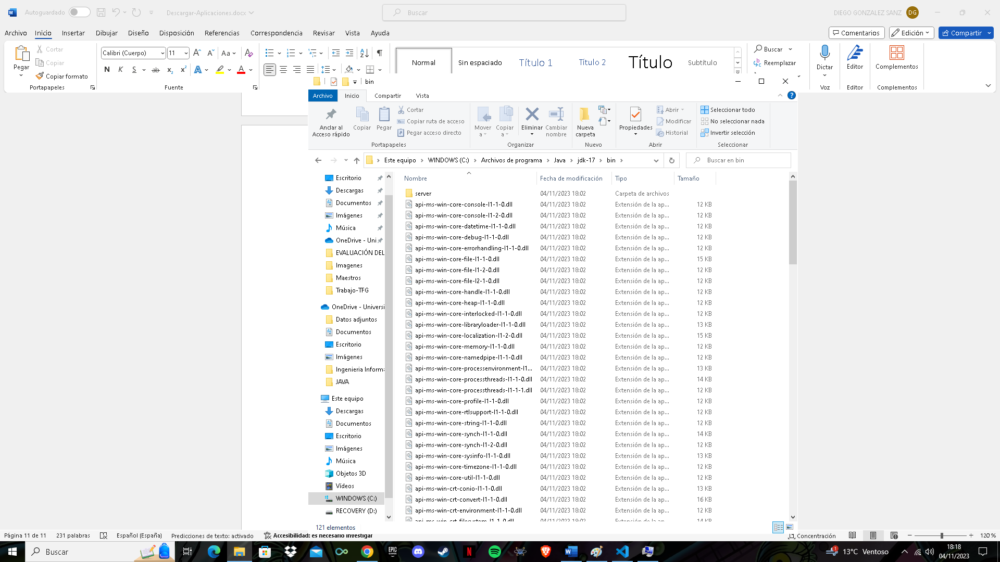 Autoguardado
Descargar-Aplicaciones.docx
Buscar
DIEGO GONZALEZ SANZ
DG
Archivo Inicio Insertar Dibujar Diseño Disposición Referencias Correspondencia Revisar Vista Ayuda
Comentarios
Edición
Compartir
Pegar
Cortar
Copiar
Copiar formato
Portapapeles
Calibri (Cuerpo) 11
Fuente
Normal
Sin espaciado
Título 1
Título 2
Título
Subtítulo
Buscar
Reemplazar
Dictar
Voz
Editor
Editor
Complementos
Complementos
bin
Archivo Inicio Compartir Vista
Anclar al
Acceso rápido
Copiar
Pegar
Cortar
Copiar ruta de acceso
Pegar acceso directo
Portapapeles
Mover
a
Copiar
a
Eliminar
Cambiar
nombre
Organizar
Nueva
carpeta
Nuevo
Propiedades
Abrir
Modificar
Historial
Abrir
Seleccionar todo
No seleccionar nada
Invertir selección
Seleccionar
Este equipo > WINDOWS (C:) > Archivos de programa > Java > jdk-17 > bin >
Buscar en bin
Escritorio
Descargas
Documentos
Imágenes
Música
OneDrive - Uni
EVALUACIÓN DEL
Imagenes
Maestros
Trabajo-TFG
OneDrive - Universi
Datos adjuntos
Documentos
Escritorio
Imágenes
Ingenieria Inform
JAVA
Este equipo
Descargas
Documentos
Escritorio
Imágenes
Música
Objetos 3D
Vídeos
WINDOWS (C:)
RECOVERY (D:)
Nombre Fecha de modificación Tipo Tamaño
server 04/11/2023 18:02 Carpeta de archivos
api-ms-win-core-console-l1-1-0.dll 04/11/2023 18:02 Extensión de la ap... 12 KB
api-ms-win-core-console-l1-2-0.dll 04/11/2023 18:02 Extensión de la ap... 12 KB
api-ms-win-core-datetime-l1-1-0.dll 04/11/2023 18:02 Extensión de la ap... 12 KB
api-ms-win-core-debug-l1-1-0.dll 04/11/2023 18:02 Extensión de la ap... 12 KB
api-ms-win-core-errorhandling-l1-1-0.dll 04/11/2023 18:02 Extensión de la ap... 12 KB
api-ms-win-core-file-l1-1-0.dll 04/11/2023 18:02 Extensión de la ap... 15 KB
api-ms-win-core-file-l1-2-0.dll 04/11/2023 18:02 Extensión de la ap... 12 KB
api-ms-win-core-file-l2-1-0.dll 04/11/2023 18:02 Extensión de la ap... 12 KB
api-ms-win-core-handle-l1-1-0.dll 04/11/2023 18:02 Extensión de la ap... 12 KB
api-ms-win-core-heap-l1-1-0.dll 04/11/2023 18:02 Extensión de la ap... 12 KB
api-ms-win-core-interlocked-l1-1-0.dll 04/11/2023 18:02 Extensión de la ap... 12 KB
api-ms-win-core-libraryloader-l1-1-0.dll 04/11/2023 18:02 Extensión de la ap... 13 KB
api-ms-win-core-localization-l1-2-0.dll 04/11/2023 18:02 Extensión de la ap... 15 KB
api-ms-win-core-memory-l1-1-0.dll 04/11/2023 18:02 Extensión de la ap... 12 KB
api-ms-win-core-namedpipe-l1-1-0.dll 04/11/2023 18:02 Extensión de la ap... 12 KB
api-ms-win-core-processenvironment-l1... 04/11/2023 18:02 Extensión de la ap... 13 KB
api-ms-win-core-processthreads-l1-1-0.dll 04/11/2023 18:02 Extensión de la ap... 14 KB
api-ms-win-core-processthreads-l1-1-1.dll 04/11/2023 18:02 Extensión de la ap... 12 KB
api-ms-win-core-profile-l1-1-0.dll 04/11/2023 18:02 Extensión de la ap... 12 KB
api-ms-win-core-rtlsupport-l1-1-0.dll 04/11/2023 18:02 Extensión de la ap... 12 KB
api-ms-win-core-string-l1-1-0.dll 04/11/2023 18:02 Extensión de la ap... 12 KB
api-ms-win-core-synch-l1-1-0.dll 04/11/2023 18:02 Extensión de la ap... 14 KB
api-ms-win-core-synch-l1-2-0.dll 04/11/2023 18:02 Extensión de la ap... 12 KB
api-ms-win-core-sysinfo-l1-1-0.dll 04/11/2023 18:02 Extensión de la ap... 13 KB
api-ms-win-core-timezone-l1-1-0.dll 04/11/2023 18:02 Extensión de la ap... 12 KB
api-ms-win-core-util-l1-1-0.dll 04/11/2023 18:02 Extensión de la ap... 12 KB
api-ms-win-crt-conio-l1-1-0.dll 04/11/2023 18:02 Extensión de la ap... 13 KB
api-ms-win-crt-convert-l1-1-0.dll 04/11/2023 18:02 Extensión de la ap... 16 KB
api-ms-win-crt-environment-l1-1-0.dll 04/11/2023 18:02 Extensión de la ap... 12 KB
api-ms-win-crt-filesystem-l1-1-0.dll 04/11/2023 18:02 Extensión de la ap... 14 KB
121 elementos
Página 11 de 11 231 palabras Español (España) Predicciones de texto: activado Accesibilidad: es necesario investigar
Concentración
120 %
Buscar
EPIC
GAMES
1
13°C Ventoso
18:18
04/11/2023